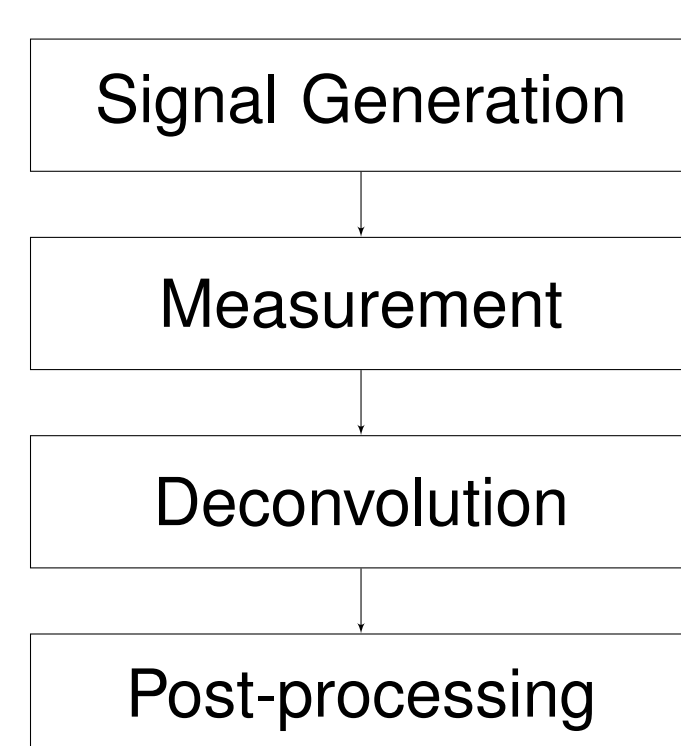 Signal Generation
Measurement
Deconvolution
Post-processing